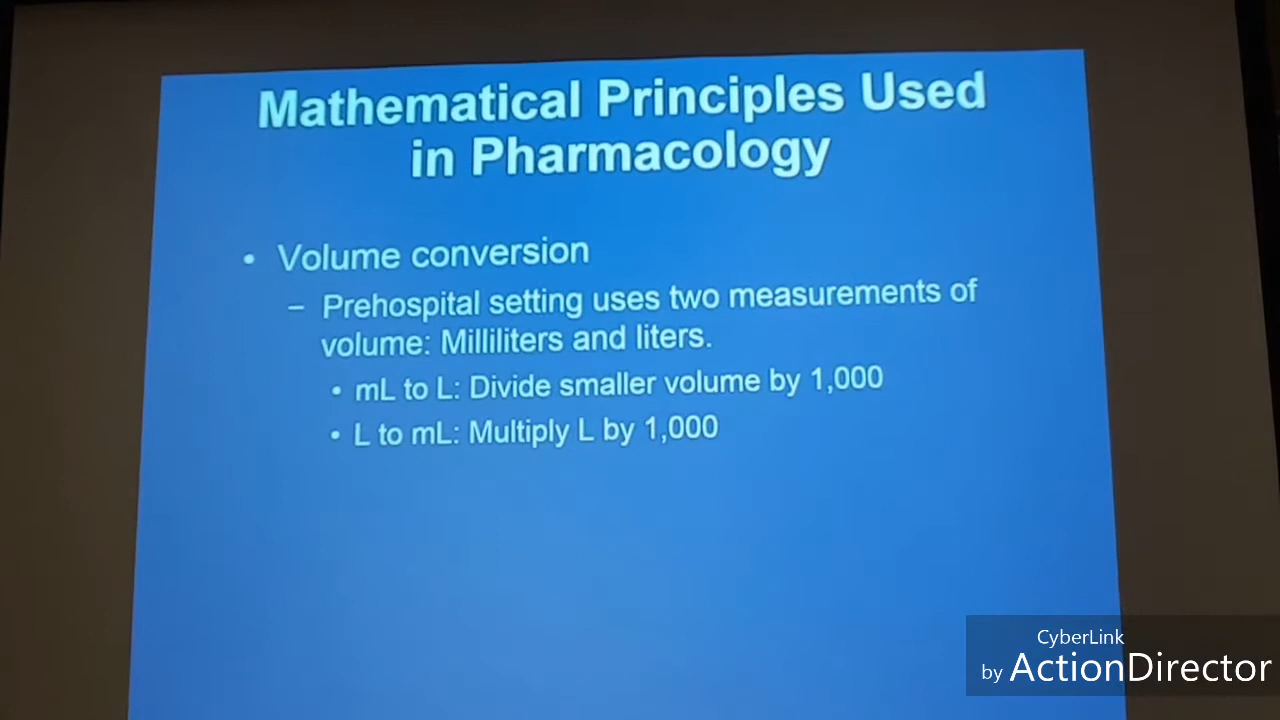 Mathematical Principles Used
in Pharmacology
• Volume conversion
– Prehospital setting uses two measurements of
volume: Milliliters and liters.
• mL to L: Divide smaller volume by 1,000
• L to mL: Multiply L by 1,000
CyberLink
by ActionDirector